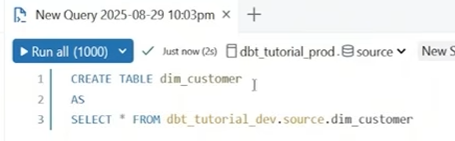 New Query 2025-08-29 10:03pm × +
Run all (1000) Just now (2s) dbt_tutorial_prod. source New S
1 CREATE TABLE dim_customer
2 AS
3 SELECT * FROM dbt_tutorial_dev.source.dim_customer